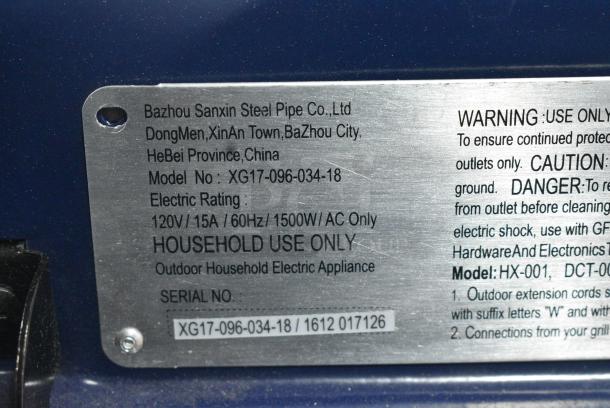 Bazhou Sanxin Steel Pipe Co.,Ltd
DongMen,XinAn Town,BaZhou City,
HeBei Province,China
Model No : XG17-096-034-18
Electric Rating :
120V/ 15A / 60Hz/ 1500W/ AC Only
HOUSEHOLD USE ONLY
Outdoor Household Electric Appliance
SERIAL NO. :
XG17-096-034-18 / 1612 017126
WARNING :USE ONLY
To ensure continued protec
outlets only. CAUTION:
ground. DANGER:To re
from outlet before cleaning
electric shock, use with GF
HardwareAnd ElectronicsT
Model: HX-001, DCT-00
1. Outdoor extension cords s
with suffix letters "W" and with
2. Connections from your grill